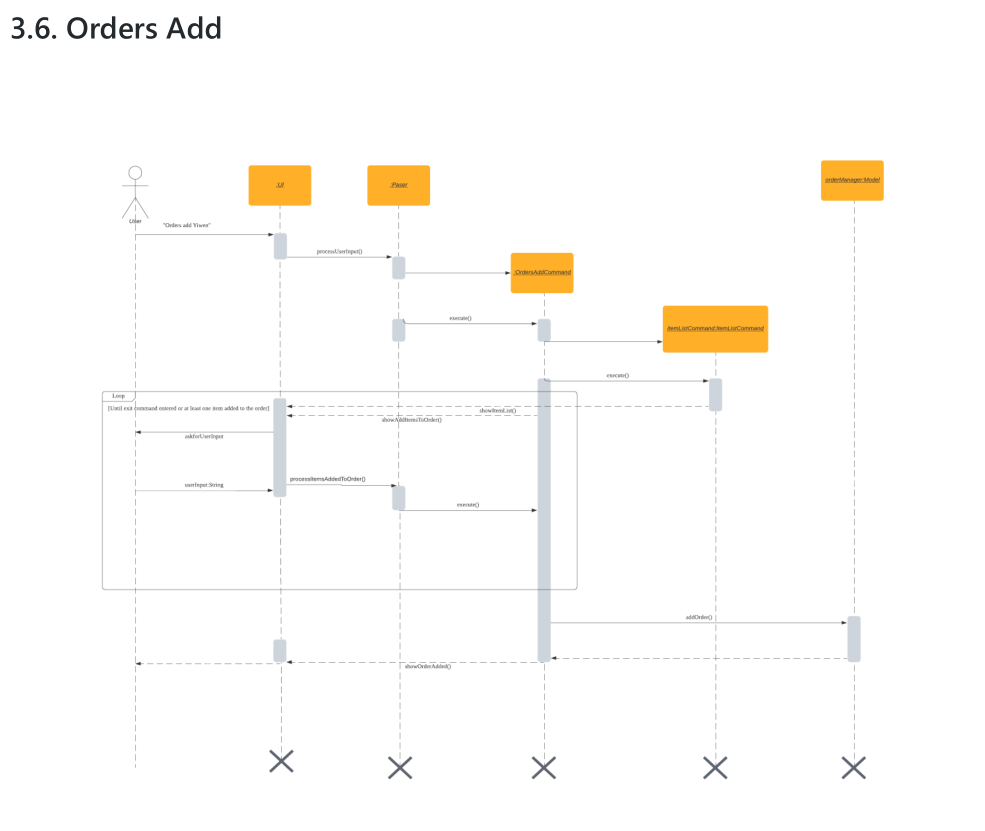 3.6. Orders Add
:UI
:Paser
orderManager:Model
User
"Orders add Yiwen"
processUserInput()
:OrdersAddCommand
execute()
itemListCommand:ItemListCommand
execute()
Loop
[Until exit command entered or at least one item added to the order]
showItemList()
showAddItemsToOrder()
askforUserInput
processItemsAddedToOrder()
userInput:String
execute()
addOrder()
showOrderAdded()